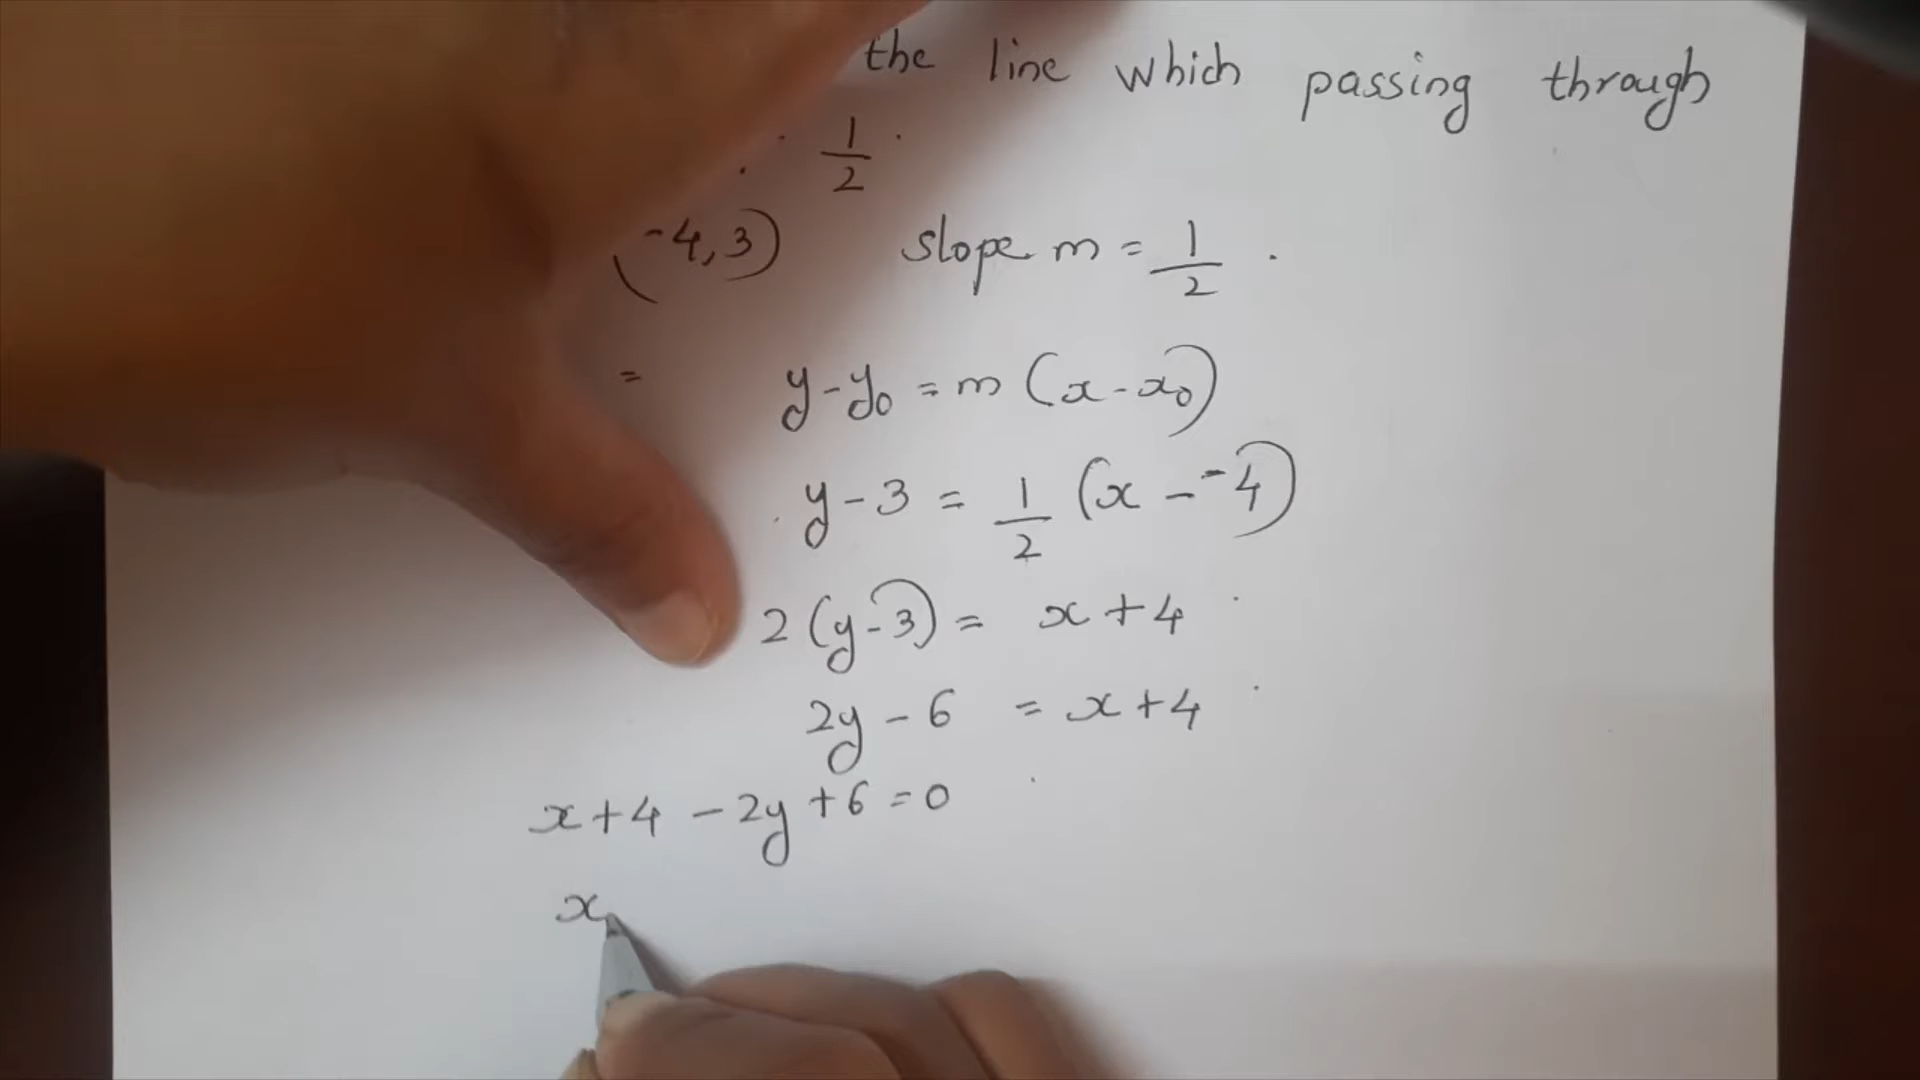 the line which passing through
1/2
(-4,3) slope m = 1/2 .
= y-y₀ = m (x-x₀)
y-3 = 1/2 (x - -4)
2(y-3) = x+4
2y-6 = x+4
x+4-2y+6=0
x